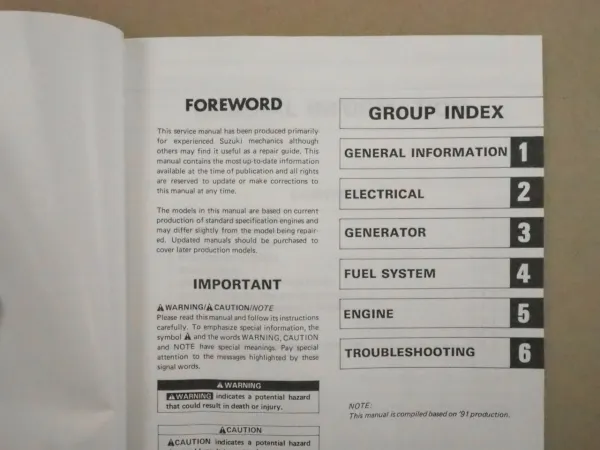 FOREWORD
This service manual has been produced primarily
for experienced Suzuki mechanics although
others may find it useful as a repair guide. This
manual contains the most up-to-date information
available at the time of publication and all rights
are reserved to update or make corrections to
this manual at any time.
The models in this manual are based on current
production of standard specification engines and
may differ slightly from the model being repair-
ed. Updated manuals should be purchased to
cover later production models.
IMPORTANT
⚠WARNING/⚠CAUTION/NOTE
Please read this manual and follow its instructions
carefully. To emphasize special information, the
symbol ⚠ and the words WARNING, CAUTION
and NOTE have special meanings. Pay special
attention to the messages highlighted by these
signal words.
⚠WARNING
⚠WARNING indicates a potential hazard
that could result in death or injury.
⚠CAUTION
⚠CAUTION indicates a potential hazard
GROUP INDEX
GENERAL INFORMATION 1
ELECTRICAL 2
GENERATOR 3
FUEL SYSTEM 4
ENGINE 5
TROUBLESHOOTING 6
NOTE:
This manual is compiled based on '91 production.